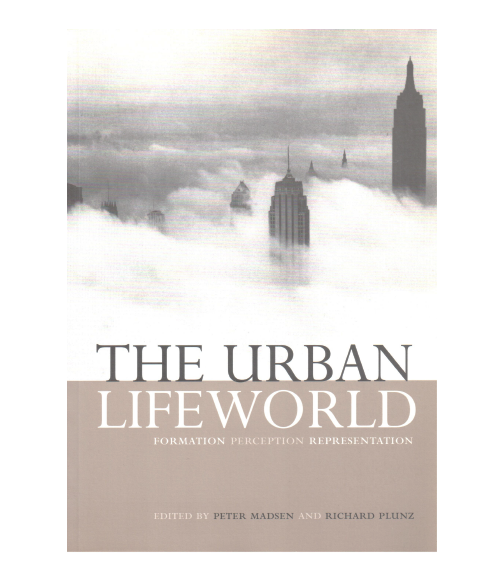 THE URBAN
LIFEWORLD
FORMATION PERCEPTION REPRESENTATION
EDITED BY PETER MADSEN AND RICHARD PLUNZ